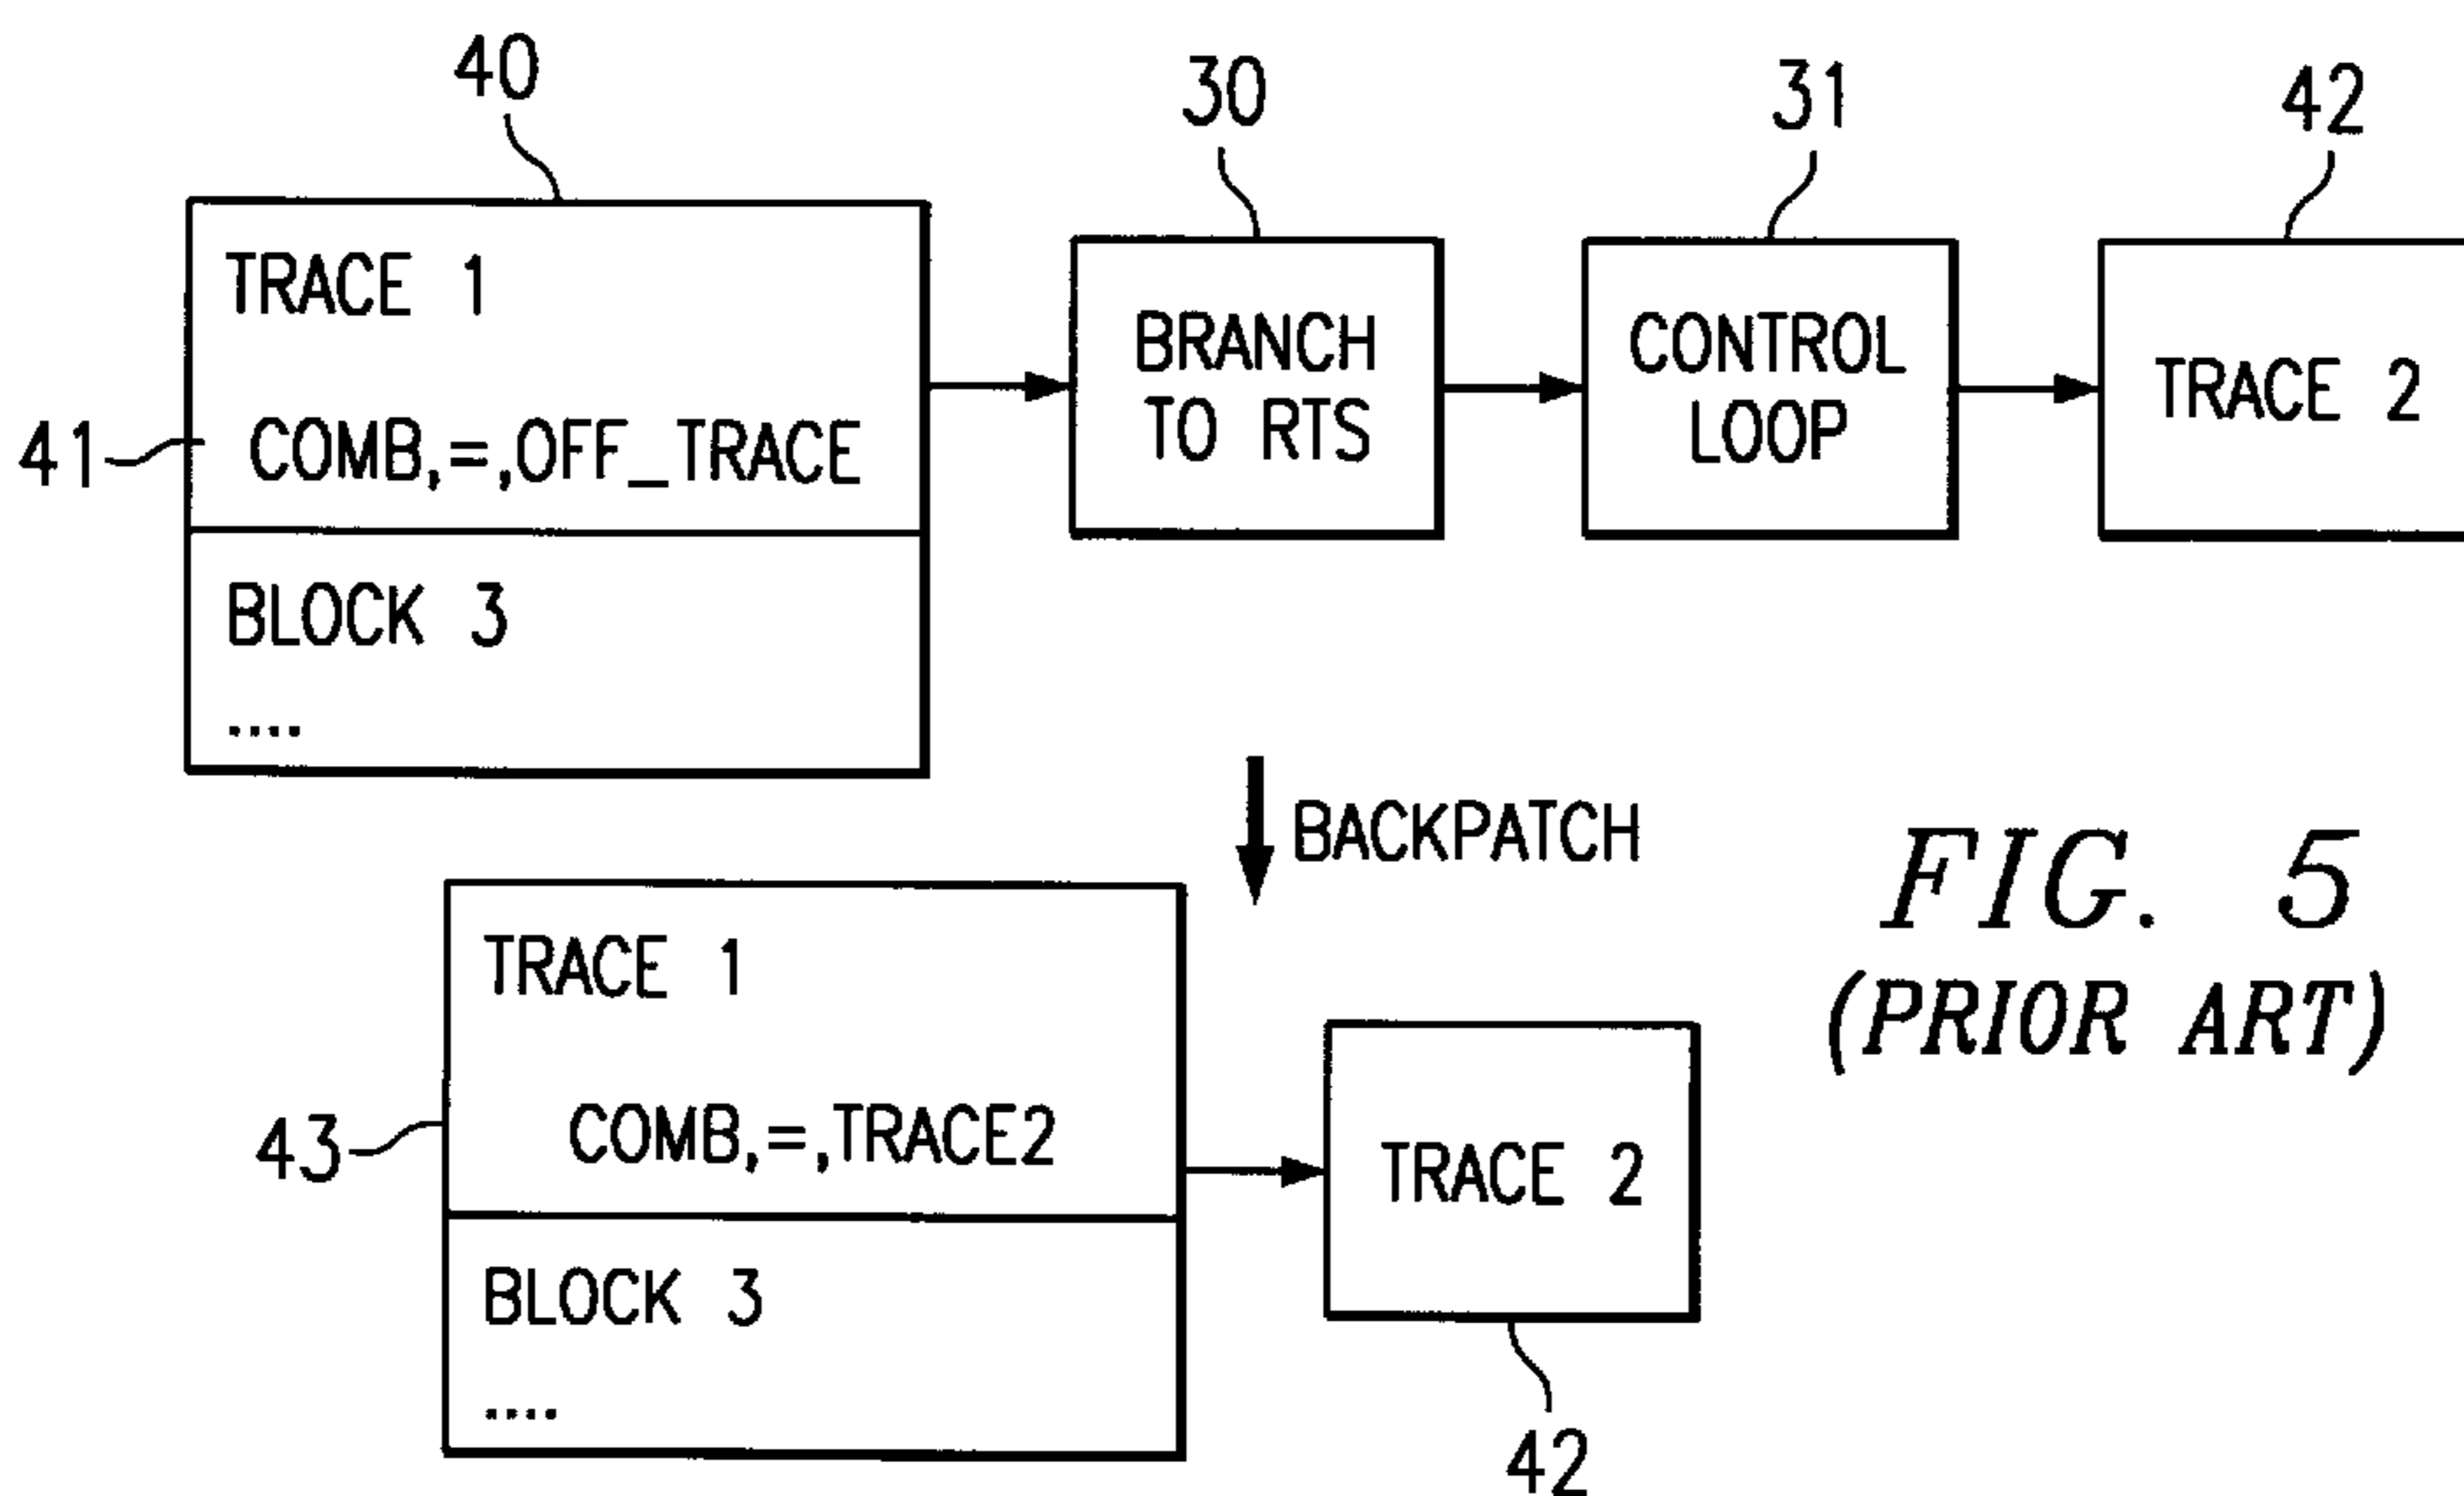 40
30
31
42
TRACE 1
41
COMB,=,OFF_TRACE
BLOCK 3
....
BRANCH
TO RTS
CONTROL
LOOP
TRACE 2
BACKPATCH
TRACE 1
43
COMB,=,TRACE2
BLOCK 3
....
TRACE 2
42
FIG. 5
(PRIOR ART)